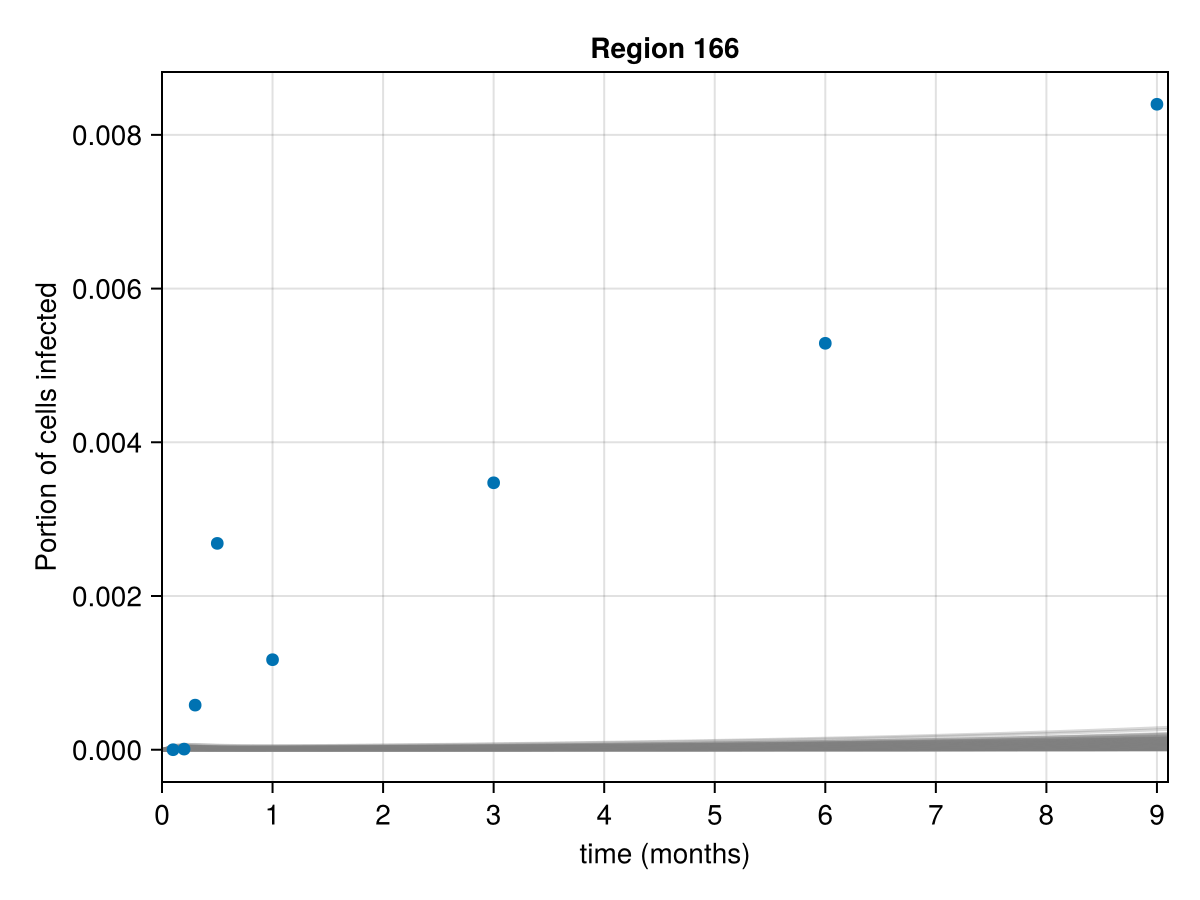 Region 166
Portion of cells infected
0.008
0.006
0.004
0.002
0.000
0 1 2 3 4 5 6 7 8 9
time (months)